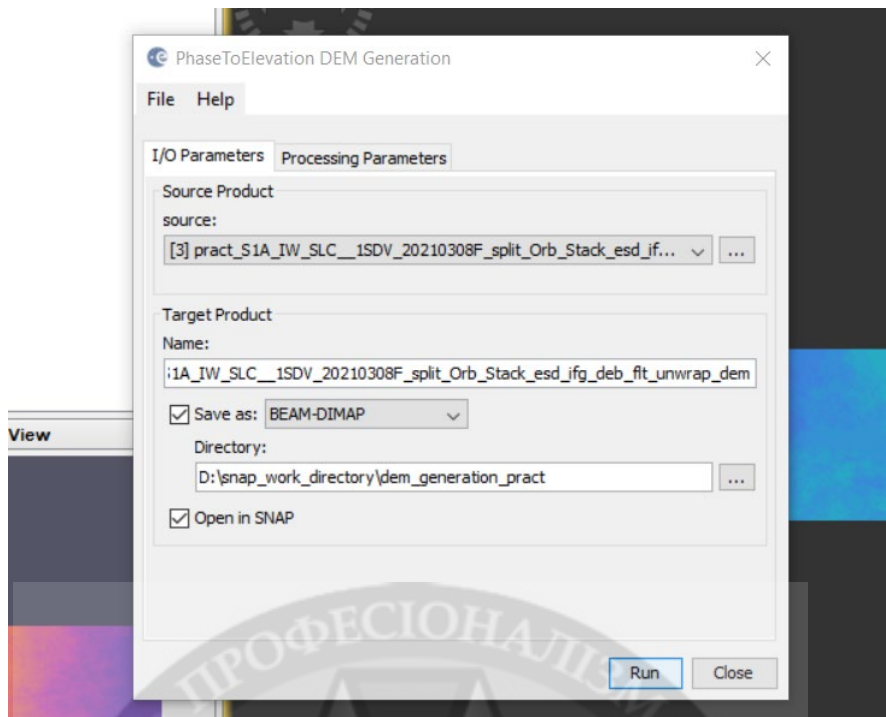 PhaseToElevation DEM Generation
File Help
I/O Parameters Processing Parameters
Source Product
source:
[3] pract_S1A_IW_SLC__1SDV_20210308F_split_Orb_Stack_esd_if... ...
Target Product
Name:
1A_IW_SLC__1SDV_20210308F_split_Orb_Stack_esd_ifg_deb_flt_unwrap_dem
Save as: BEAM-DIMAP
Directory:
D:\snap_work_directory\dem_generation_pract ...
Open in SNAP
View
ПРОФЕСІОНАЛІЗМ
Run Close